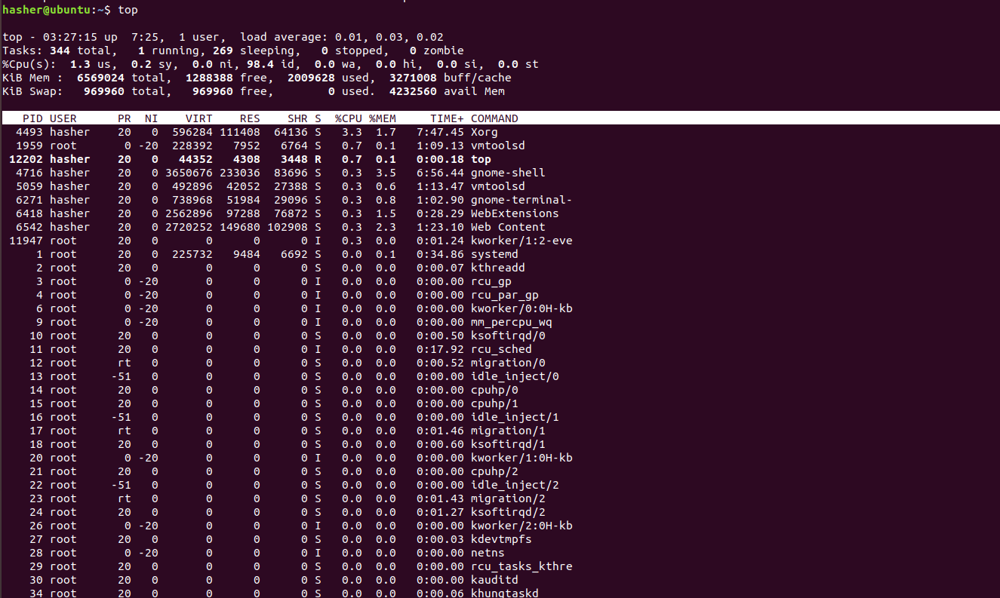 hasher@ubuntu:~$ top
top - 03:27:15 up  7:25,  1 user,  load average: 0.01, 0.03, 0.02
Tasks: 344 total,   1 running, 269 sleeping,   0 stopped,   0 zombie
%Cpu(s):  1.3 us,  0.2 sy,  0.0 ni, 98.4 id,  0.0 wa,  0.0 hi,  0.0 si,  0.0 st
KiB Mem :  6569024 total,  1288388 free,  2009628 used,  3271008 buff/cache
KiB Swap:   969960 total,   969960 free,        0 used.  4232560 avail Mem
PID USER      PR  NI    VIRT    RES    SHR S  %CPU %MEM     TIME+ COMMAND
4493 hasher    20   0  596284 111408  64136 S   3.3  1.7   7:47.45 Xorg
1959 root       0 -20  228392   7952   6764 S   0.7  0.1   1:09.13 vmtoolsd
12202 hasher    20   0   44352   4308   3448 R   0.7  0.1   0:00.18 top
4716 hasher    20   0 3650676 233036  83696 S   0.3  3.5   6:56.44 gnome-shell
5059 hasher    20   0  492896  42052  27388 S   0.3  0.6   1:13.47 vmtoolsd
6271 hasher    20   0  738968  51984  29096 S   0.3  0.8   1:02.90 gnome-terminal-
6418 hasher    20   0 2562896  97288  76872 S   0.3  1.5   0:28.29 WebExtensions
6542 hasher    20   0 2720252 149680 102908 S   0.3  2.3   1:23.10 Web Content
11947 root      20   0       0      0      0 I   0.3  0.0   0:01.24 kworker/1:2-eve
1 root      20   0  225732   9484   6692 S   0.0  0.1   0:34.86 systemd
2 root      20   0       0      0      0 S   0.0  0.0   0:00.07 kthreadd
3 root       0 -20       0      0      0 I   0.0  0.0   0:00.00 rcu_gp
4 root       0 -20       0      0      0 I   0.0  0.0   0:00.00 rcu_par_gp
6 root       0 -20       0      0      0 I   0.0  0.0   0:00.00 kworker/0:0H-kb
9 root       0 -20       0      0      0 I   0.0  0.0   0:00.00 mm_percpu_wq
10 root      20   0       0      0      0 S   0.0  0.0   0:00.50 ksoftirqd/0
11 root      20   0       0      0      0 I   0.0  0.0   0:17.92 rcu_sched
12 root      rt   0       0      0      0 S   0.0  0.0   0:00.52 migration/0
13 root     -51   0       0      0      0 S   0.0  0.0   0:00.00 idle_inject/0
14 root      20   0       0      0      0 S   0.0  0.0   0:00.00 cpuhp/0
15 root      20   0       0      0      0 S   0.0  0.0   0:00.00 cpuhp/1
16 root     -51   0       0      0      0 S   0.0  0.0   0:00.00 idle_inject/1
17 root      rt   0       0      0      0 S   0.0  0.0   0:01.46 migration/1
18 root      20   0       0      0      0 S   0.0  0.0   0:00.60 ksoftirqd/1
20 root       0 -20       0      0      0 I   0.0  0.0   0:00.00 kworker/1:0H-kb
21 root      20   0       0      0      0 S   0.0  0.0   0:00.00 cpuhp/2
22 root     -51   0       0      0      0 S   0.0  0.0   0:00.00 idle_inject/2
23 root      rt   0       0      0      0 S   0.0  0.0   0:01.43 migration/2
24 root      20   0       0      0      0 S   0.0  0.0   0:01.27 ksoftirqd/2
26 root       0 -20       0      0      0 I   0.0  0.0   0:00.00 kworker/2:0H-kb
27 root      20   0       0      0      0 S   0.0  0.0   0:00.03 kdevtmpfs
28 root       0 -20       0      0      0 I   0.0  0.0   0:00.00 netns
29 root      20   0       0      0      0 S   0.0  0.0   0:00.00 rcu_tasks_kthre
30 root      20   0       0      0      0 S   0.0  0.0   0:00.00 kauditd
34 root      20   0       0      0      0 S   0.0  0.0   0:00.06 khungtaskd